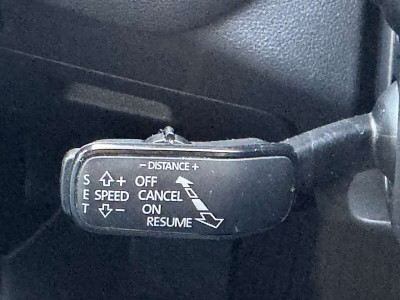 - DISTANCE +
S ⇧ + OFF
E SPEED CANCEL
T ⇩ - ON
RESUME